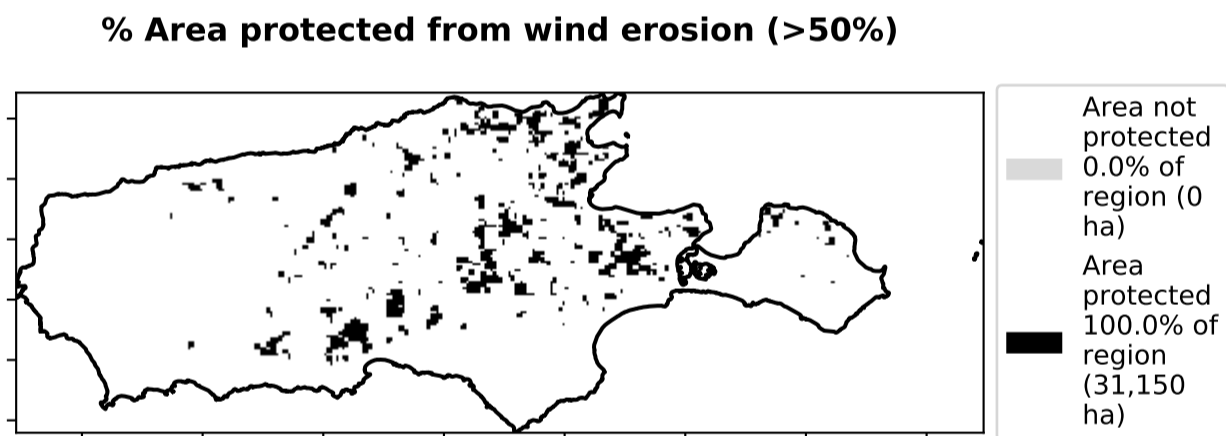 % Area protected from wind erosion (>50%)
Area not
protected
0.0% of
region (0
ha)
Area
protected
100.0% of
region
(31,150
ha)